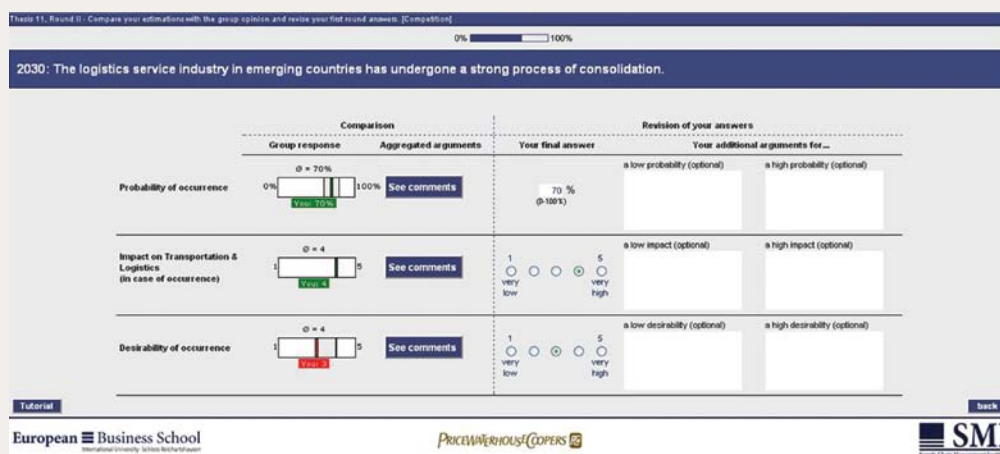 Thesis 11, Round II - Compare your estimations with the group opinion and revise your first round answers. [Competition]
0% 100%
2030: The logistics service industry in emerging countries has undergone a strong process of consolidation.
Comparison
Revision of your answers
Group response
Aggregated arguments
Your final answer
Your additional arguments for...
Probability of occurrence
Ø = 70%
0% 100%
You: 70%
See comments
70 %
(0-100%)
a low probability (optional)
a high probability (optional)
Impact on Transportation &
Logistics
(in case of occurrence)
Ø = 4
1 5
You: 4
See comments
1 5
very low
very high
a low impact (optional)
a high impact (optional)
Desirability of occurrence
Ø = 4
1 5
You: 3
See comments
1 5
very low
very high
a low desirability (optional)
a high desirability (optional)
Tutorial
back
European Business School
International University Schloss Reichartshausen
PRICEWATERHOUSECOOPERS
SMI